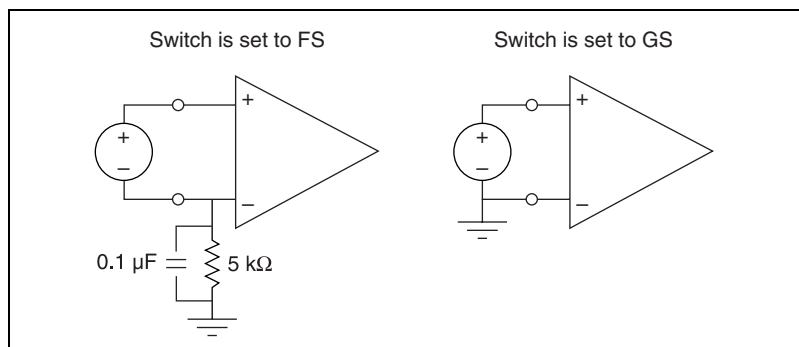 Switch is set to FS
Switch is set to GS
+
+
−
+
−
+
−
−
0.1 µF
5 kΩ